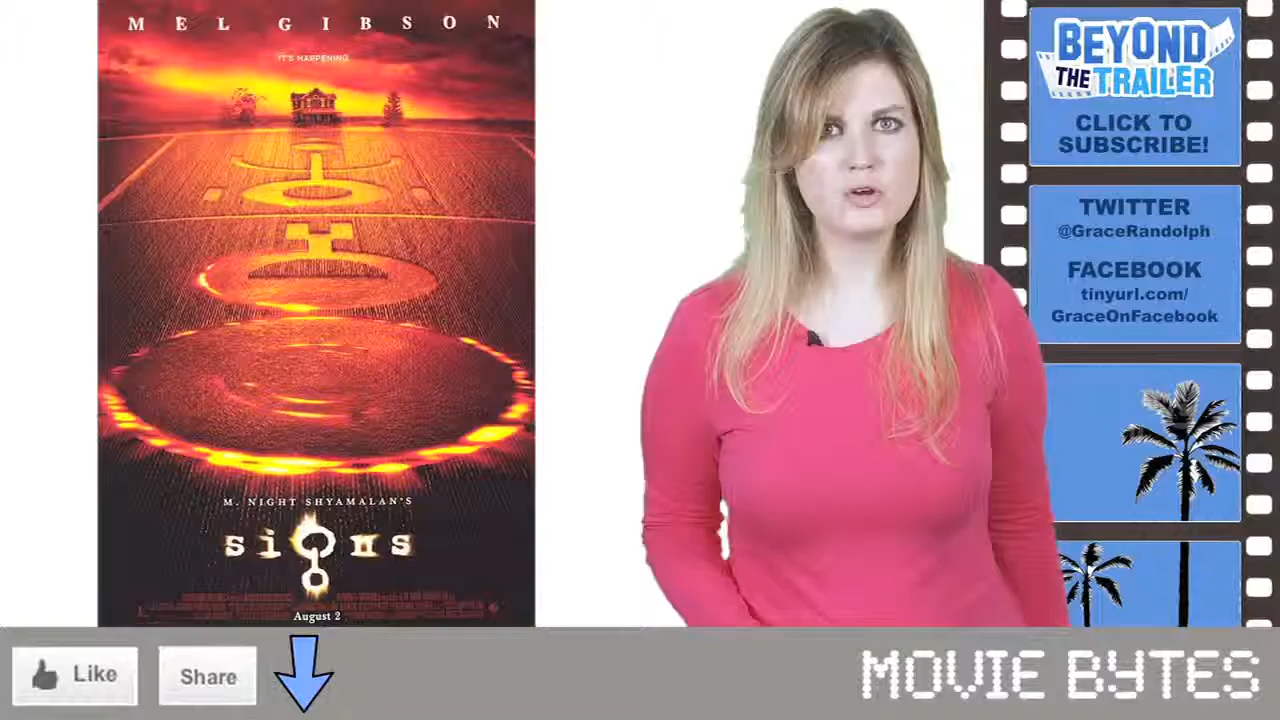 MEL GIBSON
IT'S HAPPENING.
M. NIGHT SHYAMALAN'S
signs
August 2
BEYOND
THE TRAILER
CLICK TO
SUBSCRIBE!
TWITTER
@GraceRandolph
FACEBOOK
tinyurl.com/
GraceOnFacebook
Like
Share
MOVIE BYTES